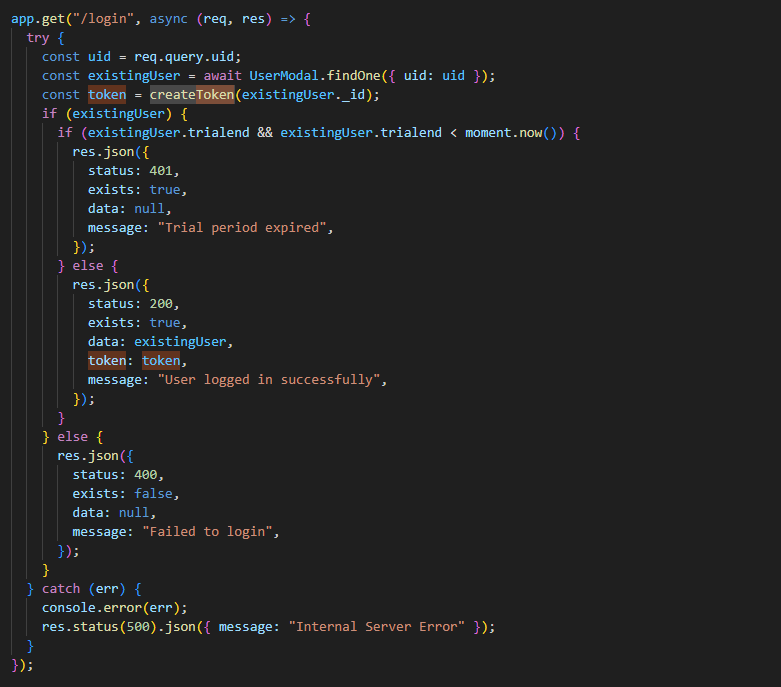 app.get("/login", async (req, res) => {
  try {
    const uid = req.query.uid;
    const existingUser = await UserModal.findOne({ uid: uid });
    const token = createToken(existingUser._id);
    if (existingUser) {
      if (existingUser.trialend && existingUser.trialend < moment.now()) {
        res.json({
          status: 401,
          exists: true,
          data: null,
          message: "Trial period expired",
        });
      } else {
        res.json({
          status: 200,
          exists: true,
          data: existingUser,
          token: token,
          message: "User logged in successfully",
        });
      }
    } else {
      res.json({
        status: 400,
        exists: false,
        data: null,
        message: "Failed to login",
      });
    }
  } catch (err) {
    console.error(err);
    res.status(500).json({ message: "Internal Server Error" });
  }
});